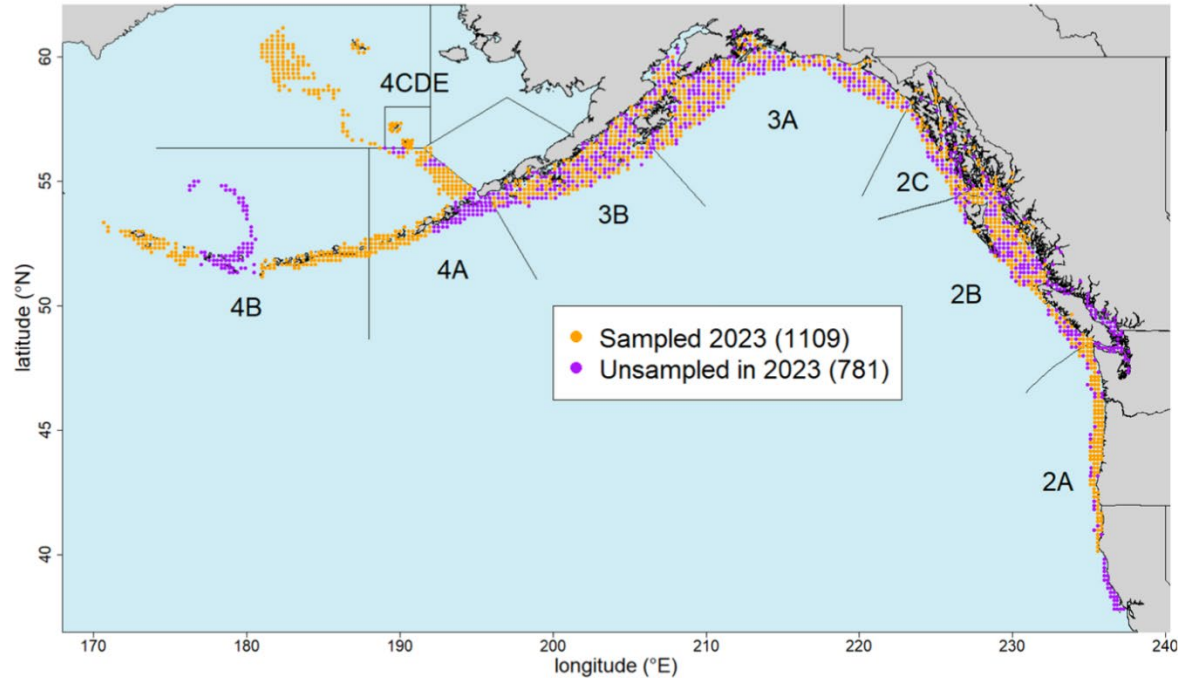 60
55
50
45
40
latitude (°N)
4CDE
3A
2C
3B
4A
2B
4B
Sampled 2023 (1109)
Unsampled in 2023 (781)
2A
170
180
190
200
210
220
230
240
longitude (°E)